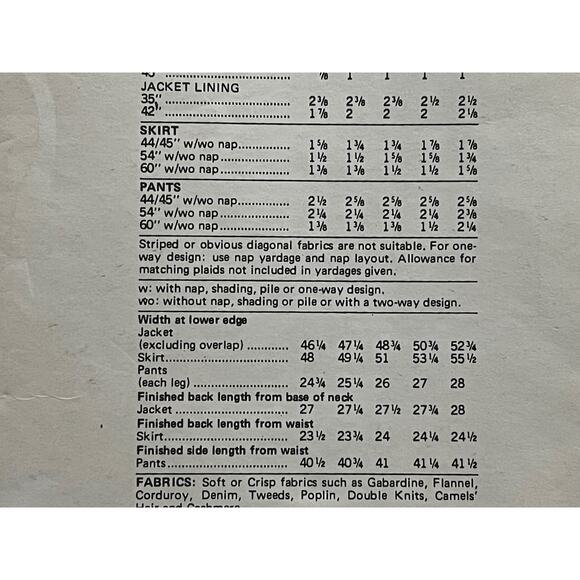 45" ................................... ⅞ 1 1 1 1
JACKET LINING
35" ................................... 2⅜ 2⅜ 2⅜ 2½ 2½
42" ................................... 1⅞ 2 2 2 2⅛
SKIRT
44/45" w/wo nap.............. 1⅝ 1¾ 1¾ 1⅞ 1⅞
54" w/wo nap................... 1½ 1½ 1⅝ 1⅝ 1¾
60" w/wo nap................... 1⅜ 1⅜ 1½ 1½ 1⅝
PANTS
44/45" w/wo nap.............. 2½ 2⅝ 2⅝ 2⅝ 2⅝
54" w/wo nap................... 2¼ 2¼ 2¼ 2¼ 2⅜
60" w/wo nap................... 1⅜ 1⅜ 1⅜ 1½ 2¼
Striped or obvious diagonal fabrics are not suitable. For one-
way design: use nap yardage and nap layout. Allowance for
matching plaids not included in yardages given.
w: with nap, shading, pile or one-way design.
wo: without nap, shading or pile or with a two-way design.
Width at lower edge
Jacket
(excluding overlap) ............ 46¼ 47¼ 48¾ 50¾ 52¾
Skirt................................... 48 49¼ 51 53¼ 55½
Pants
(each leg) ........................... 24¾ 25¼ 26 27 28
Finished back length from base of neck
Jacket ................................ 27 27¼ 27½ 27¾ 28
Finished back length from waist
Skirt................................... 23½ 23¾ 24 24¼ 24½
Finished side length from waist
Pants................................... 40½ 40¾ 41 41¼ 41½
FABRICS: Soft or Crisp fabrics such as Gabardine, Flannel,
Corduroy, Denim, Tweeds, Poplin, Double Knits, Camels'
Hair and Cashmere